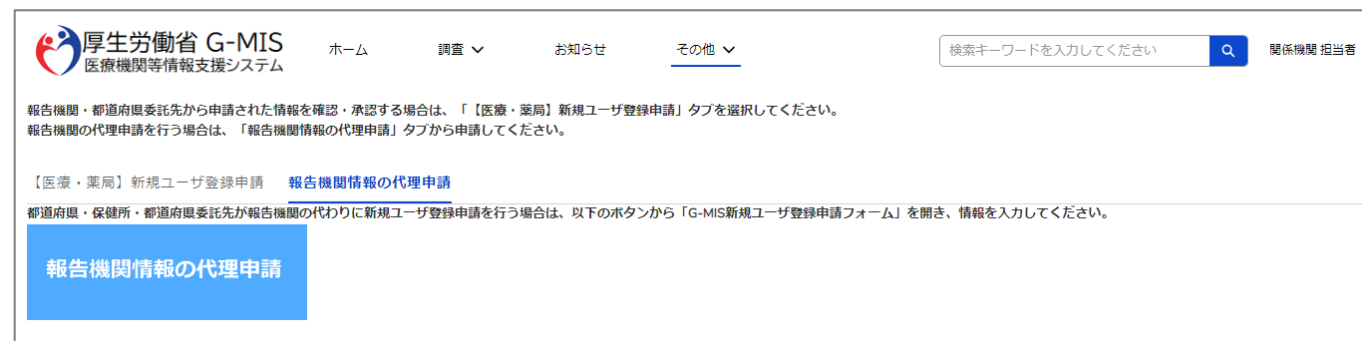 厚生労働省 G-MIS
医療機関等情報支援システム
ホーム 調査 お知らせ その他 検索キーワードを入力してください 関係機関 担当者
報告機関・都道府県委託先から申請された情報を確認・承認する場合は、「【医療・薬局】新規ユーザ登録申請」タブを選択してください。
報告機関の代理申請を行う場合は、「報告機関情報の代理申請」タブから申請してください。
【医療・薬局】新規ユーザ登録申請 報告機関情報の代理申請
都道府県・保健所・都道府県委託先が報告機関の代わりに新規ユーザ登録申請を行う場合は、以下のボタンから「G-MIS新規ユーザ登録申請フォーム」を開き、情報を入力してください。
報告機関情報の代理申請